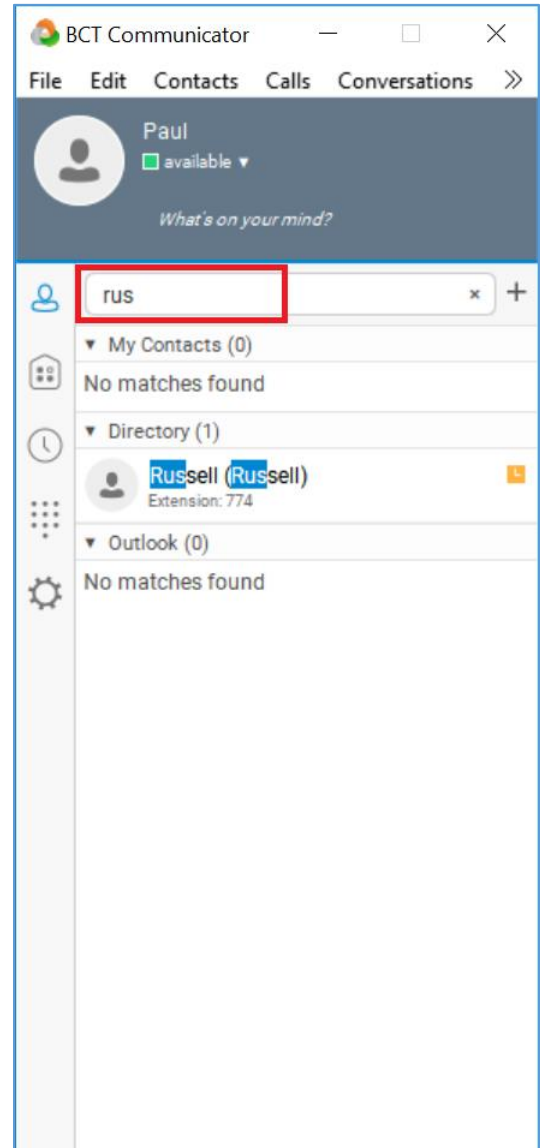 BCT Communicator
File Edit Contacts Calls Conversations »
Paul
available ▾
What's on your mind?
rus × +
▾ My Contacts (0)
No matches found
▾ Directory (1)
Russell (Russell)
Extension: 774
▾ Outlook (0)
No matches found